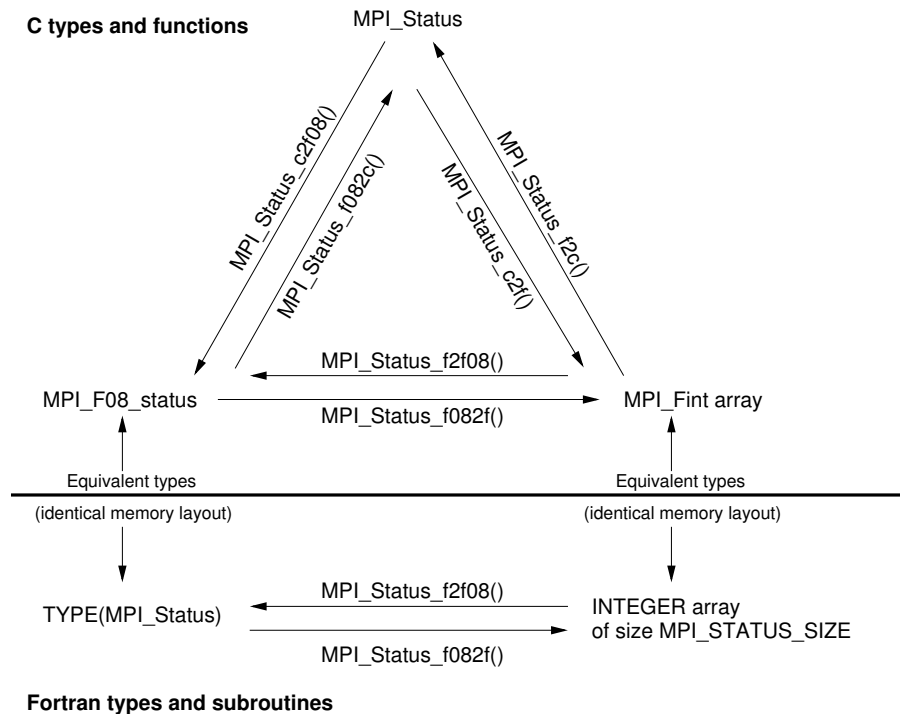 C types and functions
MPI_Status
MPI_Status_c2f08()
MPI_Status_f082c()
MPI_Status_c2f()
MPI_Status_f2c()
MPI_Status_f2f08()
MPI_F08_status
MPI_Fint array
MPI_Status_f082f()
Equivalent types
Equivalent types
(identical memory layout)
(identical memory layout)
MPI_Status_f2f08()
TYPE(MPI_Status)
INTEGER array
of size MPI_STATUS_SIZE
MPI_Status_f082f()
Fortran types and subroutines